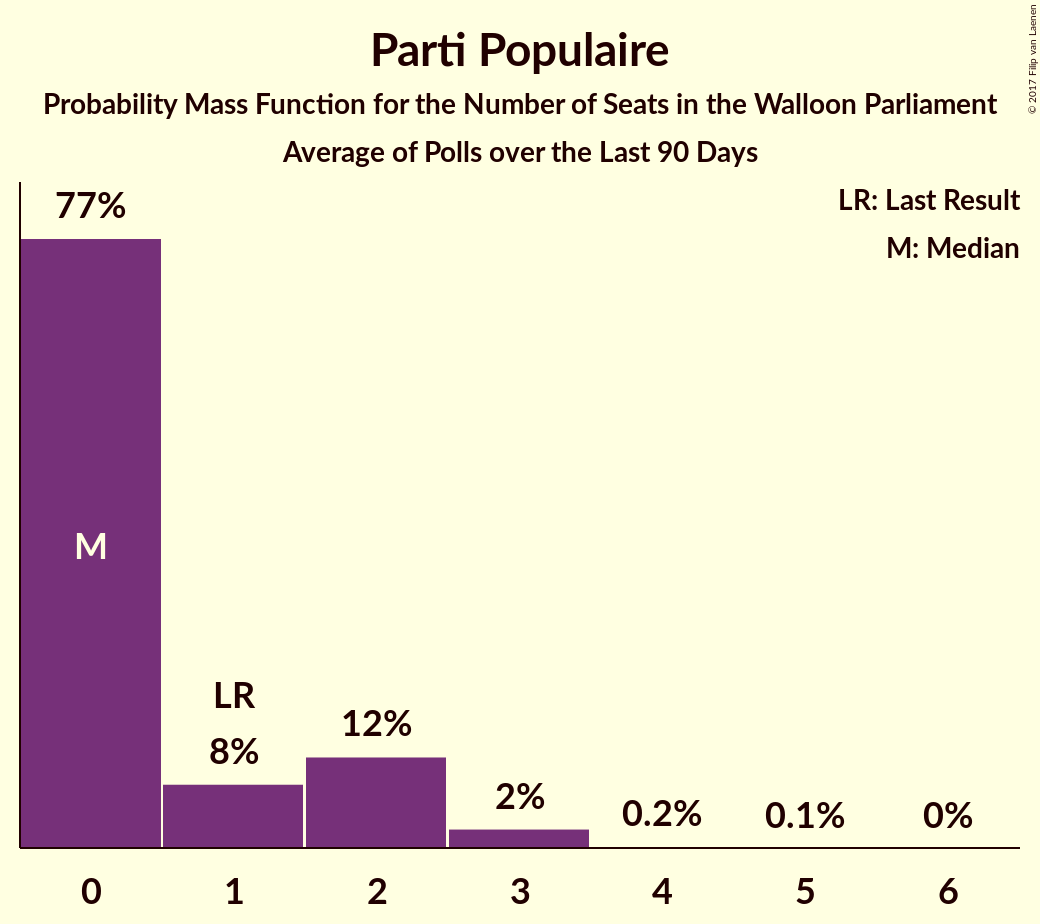 Parti Populaire
Probability Mass Function for the Number of Seats in the Walloon Parliament
Average of Polls over the Last 90 Days
© 2017 Filip van Laenen
LR: Last Result
M: Median
77%
M
LR
8%
12%
2%
0.2%
0.1%
0%
0 1 2 3 4 5 6